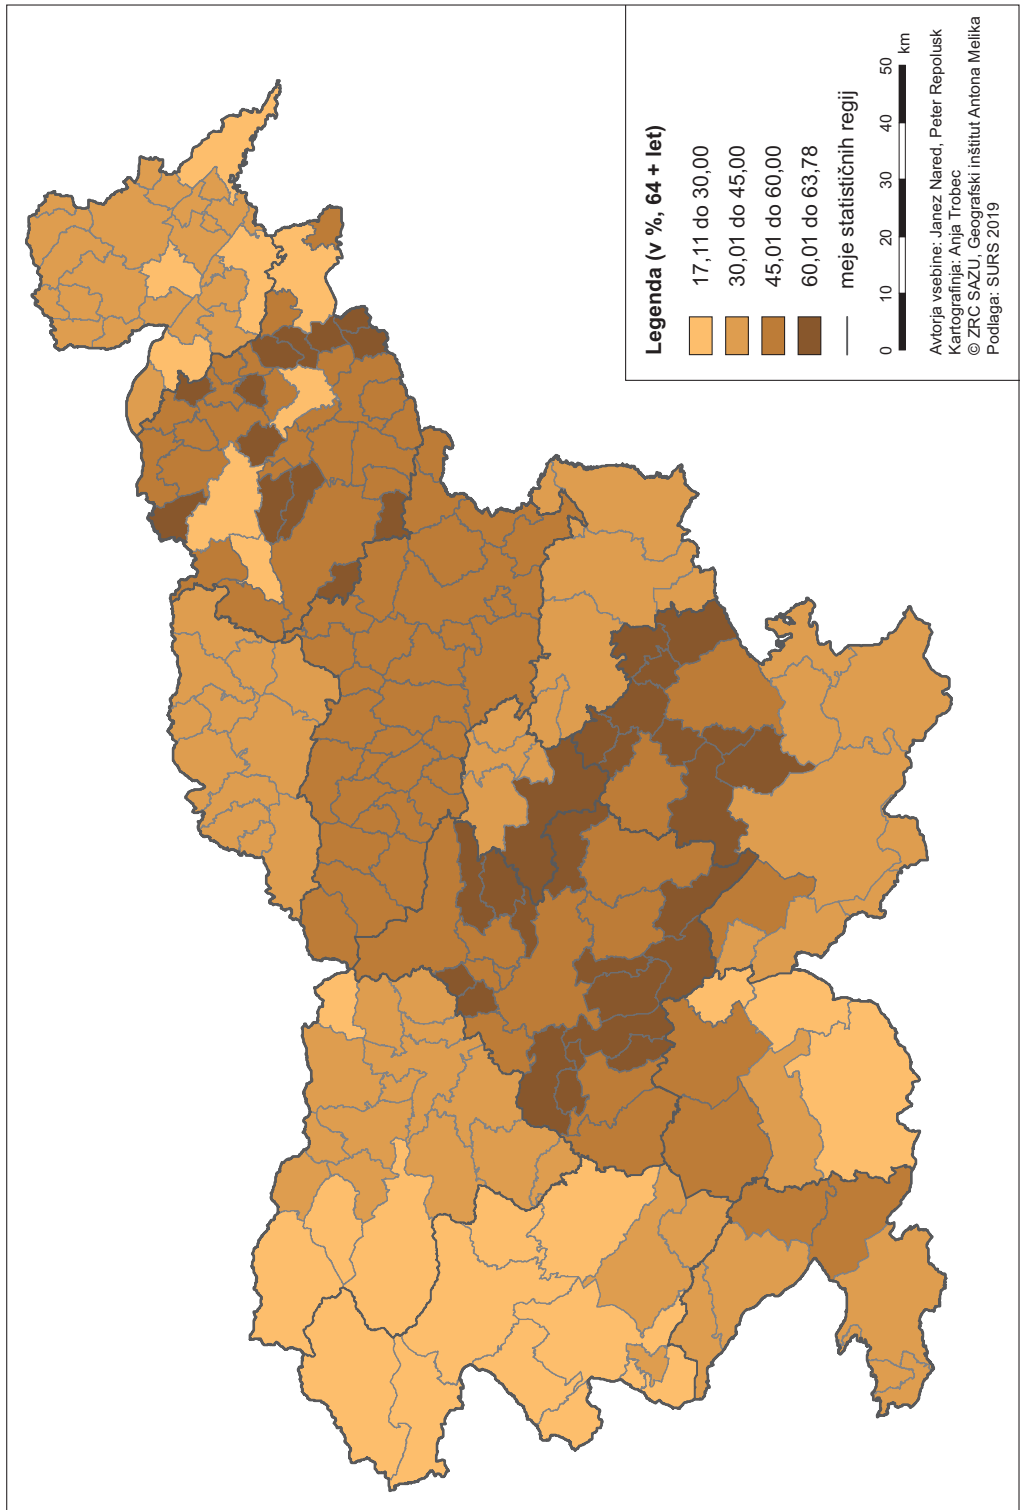 Legenda (v %, 64 + let)
17,11 do 30,00
30,01 do 45,00
45,01 do 60,00
60,01 do 63,78
meje statističnih regij
0 10 20 30 40 50
km
Avtorja vsebine: Janez Nared, Peter Repolusk
Kartografinja: Anja Trobec
© ZRC SAZU, Geografski inštitut Antona Melika
Podlaga: SURS 2019